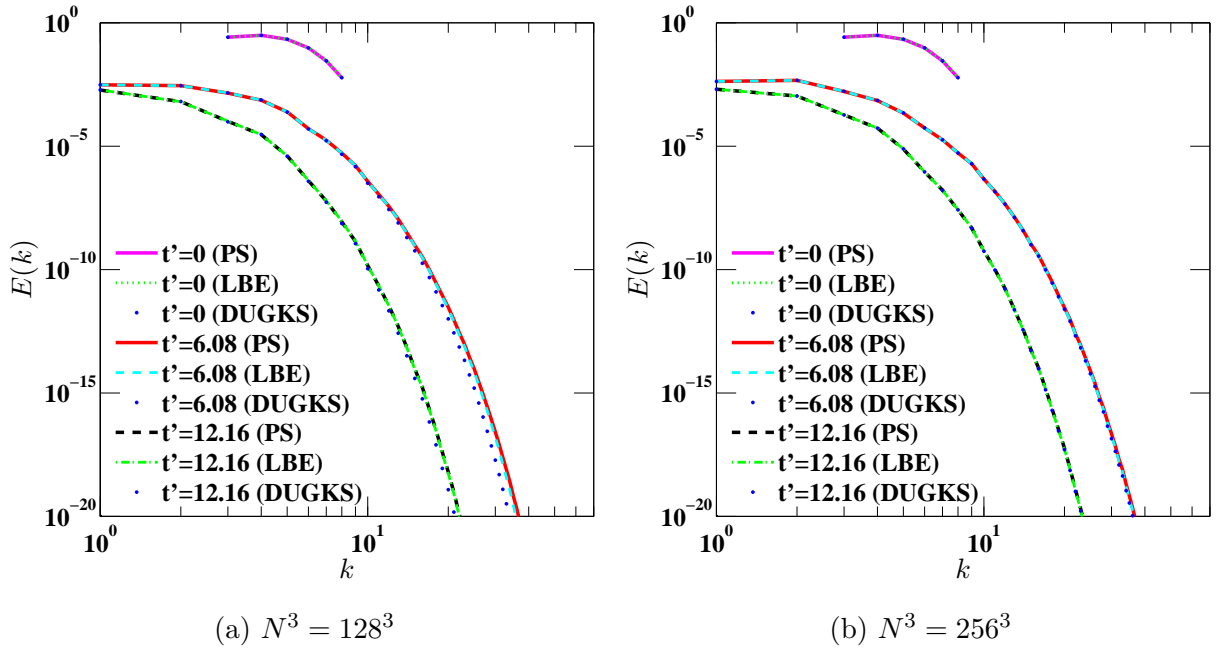 10^0
10^-5
10^-10
10^-15
10^-20
E(k)
t'=0 (PS)
t'=0 (LBE)
t'=0 (DUGKS)
t'=6.08 (PS)
t'=6.08 (LBE)
t'=6.08 (DUGKS)
t'=12.16 (PS)
t'=12.16 (LBE)
t'=12.16 (DUGKS)
10^0
10^1
k
(a) N^3 = 128^3
10^0
10^-5
10^-10
10^-15
10^-20
E(k)
t'=0 (PS)
t'=0 (LBE)
t'=0 (DUGKS)
t'=6.08 (PS)
t'=6.08 (LBE)
t'=6.08 (DUGKS)
t'=12.16 (PS)
t'=12.16 (LBE)
t'=12.16 (DUGKS)
10^0
10^1
k
(b) N^3 = 256^3